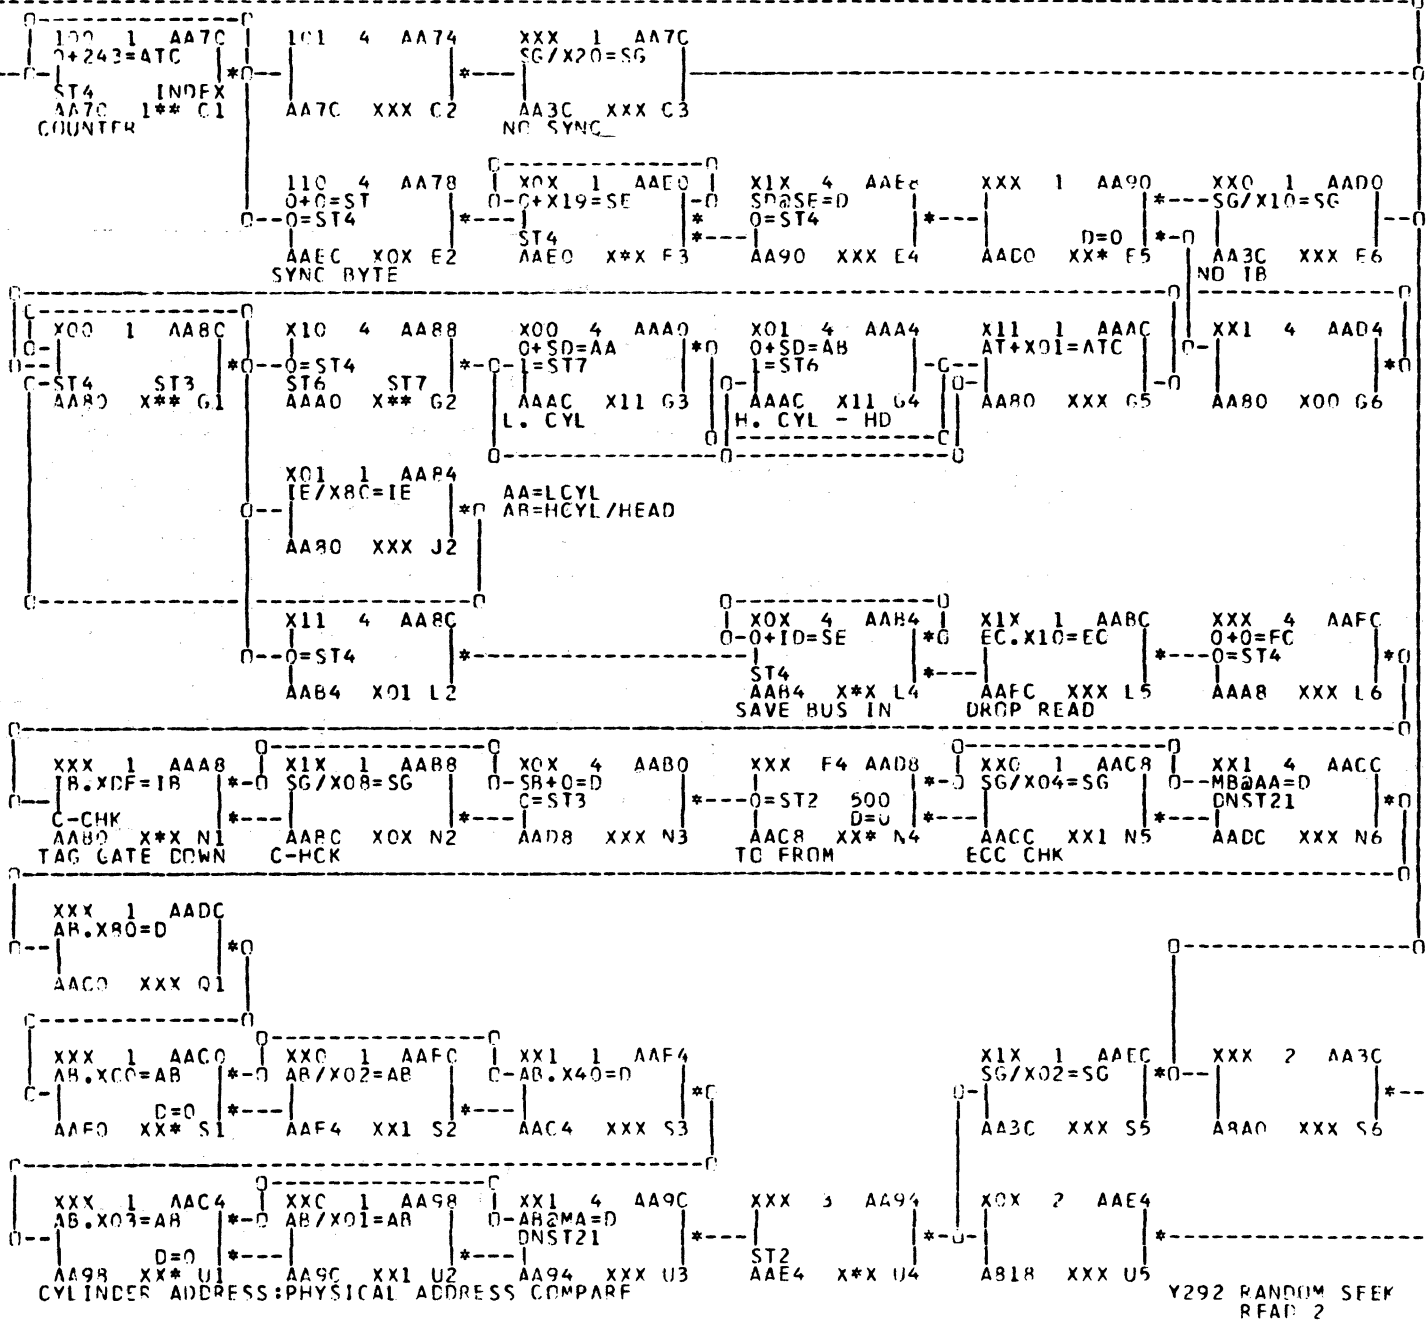 100 1 AA7C 101 4 AA74 XXX 1 AA7C
0+243=ATC SG/X20=SG
ST4 INDEX
AA7C 1** C1 AA7C XXX C2 AA3C XXX C3
COUNTER NO SYNC
110 4 AA78 X0X 1 AAE0 X1X 4 AAE8 XXX 1 AA90 XX0 1 AAD0
0+0=ST 0+X19=SE SD@SE=D SG/X10=SG
0=ST4 0=ST4
ST4 D=0
AAEC X0X E2 AAE0 X*X E3 AA90 XXX E4 AAD0 XX* E5 AA3C XXX E6
SYNC BYTE NO IB
X00 1 AA8C X10 4 AA88 X00 4 AAA0 X01 4 AAA4 X11 1 AAAC XX1 4 AAD4
0+SD=AA 0+SD=AB AT+X01=ATC
0=ST4 1=ST7 1=ST6
ST4 ST3 ST6 ST7
AA80 X** G1 AAA0 X** G2 AAAC X11 G3 AAAC X11 G4 AA80 XXX G5 AA80 X00 G6
L. CYL H. CYL - HD
X01 1 AA84
IE/X80=IE AA=LCYL
AB=HCYL/HEAD
AA80 XXX J2
X11 4 AA8C X0X 4 AAB4 X1X 1 AABC XXX 4 AAFC
0+ID=SE EC.X10=EC 0+0=FC
0=ST4 0=ST4
ST4
AAB4 X01 L2 AAB4 X*X L4 AAFC XXX L5 AAA8 XXX L6
SAVE BUS IN DROP READ
XXX 1 AAA8 X1X 1 AAB8 X0X 4 AAB0 XXX F4 AAD8 XX0 1 AAC8 XX1 4 AACC
IB.XDF=IB SG/X08=SG SB+0=D SG/X04=SG MB@AA=D
C=ST3 0=ST2 500 DNST21
C-CHK D=0
AAB0 X*X N1 AABC X0X N2 AAD8 XXX N3 AAC8 XX* N4 AACC XX1 N5 AADC XXX N6
TAG GATE DOWN C-HCK TO FROM ECC CHK
XXX 1 AADC
AB.X80=D
AAC0 XXX Q1
XXX 1 AAC0 XX0 1 AAFC XX1 1 AAF4 X1X 1 AAEC XXX 2 AA3C
AB.XC0=AB AB/X02=AB AB.X40=D SG/X02=SG
D=0
AAF0 XX* S1 AAF4 XX1 S2 AAC4 XXX S3 AA3C XXX S5 A8A0 XXX S6
XXX 1 AAC4 XXC 1 AA98 XX1 4 AA9C XXX 3 AA94 X0X 2 AAE4
AB.X03=AB AB/X01=AB AB@MA=D
DNST21
D=0 ST2
AA98 XX* U1 AA9C XX1 U2 AA94 XXX U3 AAE4 X*X U4 A818 XXX U5
CYLINDER ADDRESS:PHYSICAL ADDRESS COMPARE Y292 RANDOM SEEK
READ 2